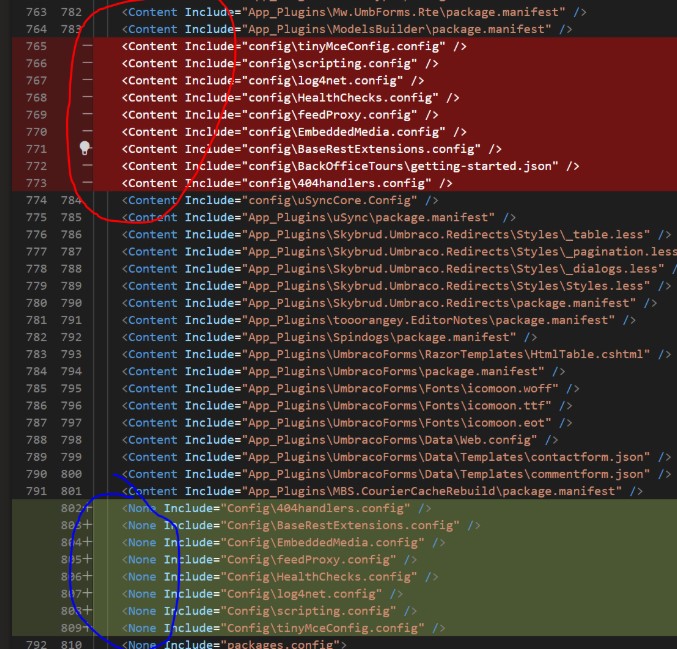 763 782 <Content Include="App_Plugins\Mw.UmbForms.Rte\package.manifest" />
764 783 <Content Include="App_Plugins\ModelsBuilder\package.manifest" />
765 — <Content Include="config\tinyMceConfig.config" />
766 — <Content Include="config\scripting.config" />
767 — <Content Include="config\log4net.config" />
768 — <Content Include="config\HealthChecks.config" />
769 — <Content Include="config\feedProxy.config" />
770 — <Content Include="config\EmbeddedMedia.config" />
771 <Content Include="config\BaseRestExtensions.config" />
772 — <Content Include="config\BackOfficeTours\getting-started.json" />
773 — <Content Include="config\404handlers.config" />
774 784 <Content Include="config\uSyncCore.Config" />
775 785 <Content Include="App_Plugins\uSync\package.manifest" />
776 786 <Content Include="App_Plugins\Skybrud.Umbraco.Redirects\Styles\_table.less" />
777 787 <Content Include="App_Plugins\Skybrud.Umbraco.Redirects\Styles\_pagination.less
778 788 <Content Include="App_Plugins\Skybrud.Umbraco.Redirects\Styles\_dialogs.less" /
779 789 <Content Include="App_Plugins\Skybrud.Umbraco.Redirects\Styles\Styles.less" />
780 790 <Content Include="App_Plugins\Skybrud.Umbraco.Redirects\package.manifest" />
781 791 <Content Include="App_Plugins\tooorangey.EditorNotes\package.manifest" />
782 792 <Content Include="App_Plugins\Spindogs\package.manifest" />
783 793 <Content Include="App_Plugins\UmbracoForms\RazorTemplates\HtmlTable.cshtml" />
784 794 <Content Include="App_Plugins\UmbracoForms\package.manifest" />
785 795 <Content Include="App_Plugins\UmbracoForms\Fonts\icomoon.woff" />
786 796 <Content Include="App_Plugins\UmbracoForms\Fonts\icomoon.ttf" />
787 797 <Content Include="App_Plugins\UmbracoForms\Fonts\icomoon.eot" />
788 798 <Content Include="App_Plugins\UmbracoForms\Data\Web.config" />
789 799 <Content Include="App_Plugins\UmbracoForms\Data\Templates\contactform.json" />
790 800 <Content Include="App_Plugins\UmbracoForms\Data\Templates\commentform.json" />
791 801 <Content Include="App_Plugins\MBS.CourierCacheRebuild\package.manifest" />
802+ <None Include="Config\404handlers.config" />
803+ <None Include="Config\BaseRestExtensions.config" />
804+ <None Include="Config\EmbeddedMedia.config" />
805+ <None Include="Config\feedProxy.config" />
806+ <None Include="Config\HealthChecks.config" />
807+ <None Include="Config\log4net.config" />
808+ <None Include="Config\scripting.config" />
809+ <None Include="Config\tinyMceConfig.config" />
792 810 <None Include="packages.config">